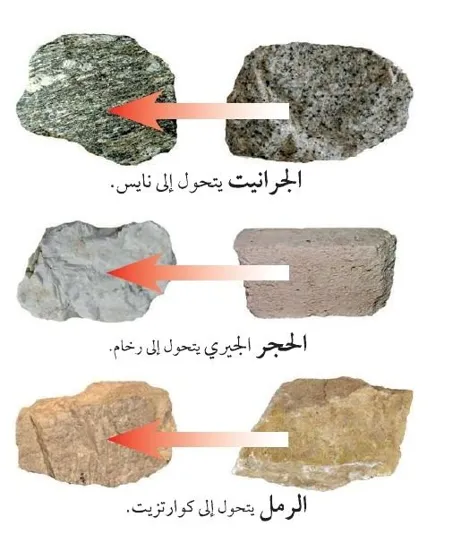 الجرانيت يتحول إلى نايس.
الحجر الجيري يتحول إلى رخام.
الرمل يتحول إلى كوارتزيت.